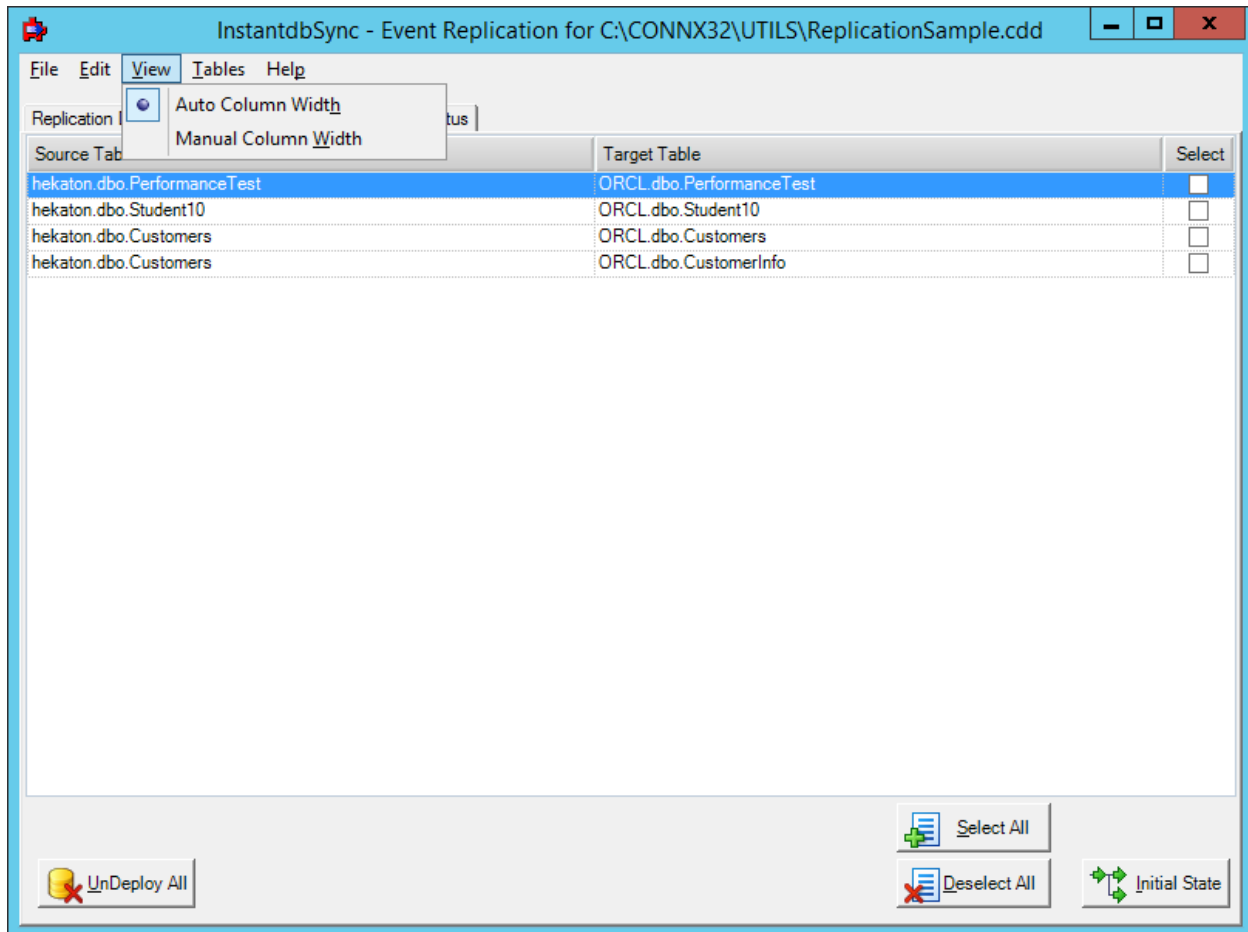 InstantdbSync - Event Replication for C:\CONNX32\UTILS\ReplicationSample.cdd
File Edit View Tables Help
Auto Column Width
Replication
Manual Column Width
Source Target Table Select
hekaton.dbo.PerformanceTest ORCL.dbo.PerformanceTest
hekaton.dbo.Student10 ORCL.dbo.Student10
hekaton.dbo.Customers ORCL.dbo.Customers
hekaton.dbo.Customers ORCL.dbo.CustomerInfo
Select All
UnDeploy All Deselect All Initial State